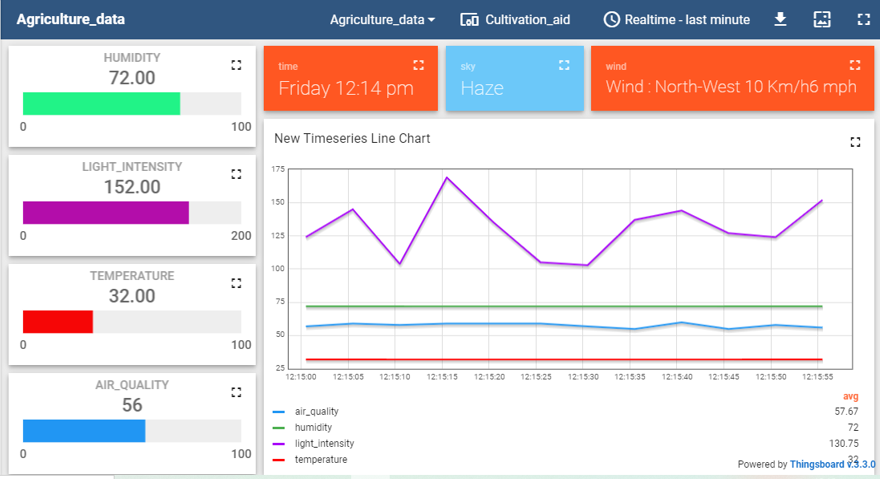 Agriculture_data
Agriculture_data
Cultivation_aid
Realtime - last minute
HUMIDITY
72.00
0 100
LIGHT_INTENSITY
152.00
0 200
TEMPERATURE
32.00
0 100
AIR_QUALITY
56
0 100
time
Friday 12:14 pm
sky
Haze
wind
Wind : North-West 10 Km/h6 mph
New Timeseries Line Chart
175
150
125
100
75
50
25
12:15:00 12:15:05 12:15:10 12:15:15 12:15:20 12:15:25 12:15:30 12:15:35 12:15:40 12:15:45 12:15:50 12:15:55
avg
air_quality 57.67
humidity 72
light_intensity 130.75
temperature 32
Powered by Thingsboard v.3.3.0